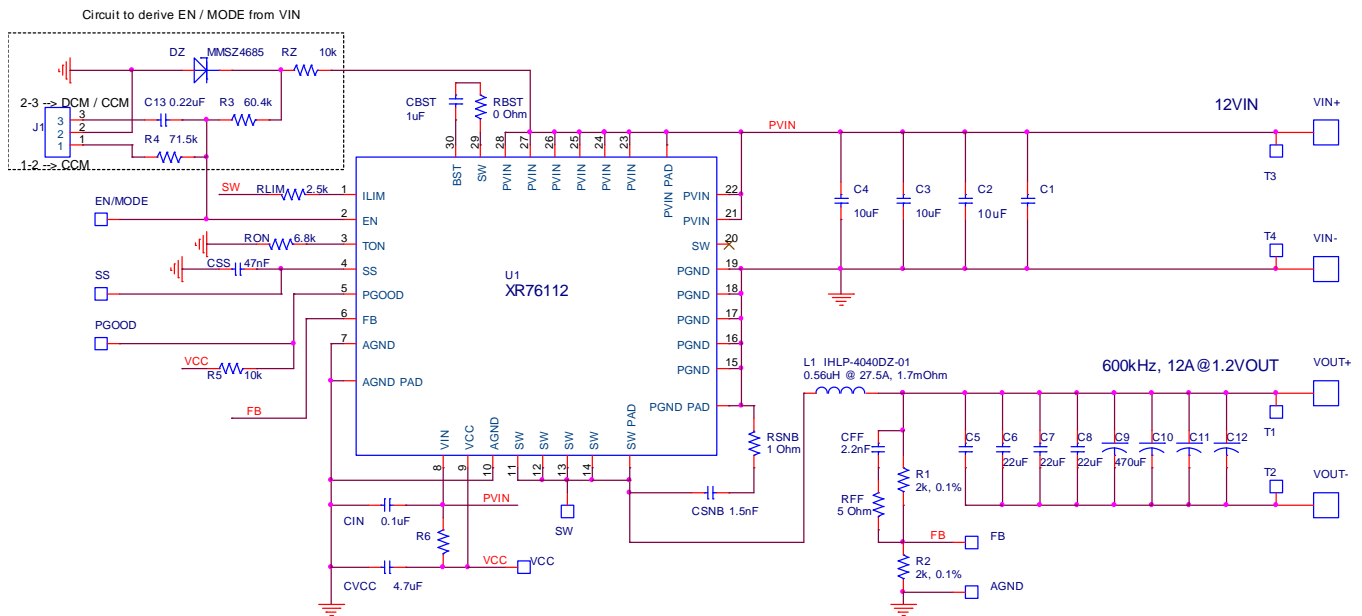 Circuit to derive EN / MODE from VIN
DZ MMSZ4685 RZ 10k
2-3 --> DCM / CCM
C13 0.22uF R3 60.4k
J1
3
2
1
R4 71.5k
1-2 --> CCM
CBST
1uF
RBST
0 Ohm
12VIN
VIN+
PVIN
T3
30 29 28 27 26 25 24 23
BST SW PVIN PVIN PVIN PVIN PVIN PVIN PVIN PAD
SW RLIM 2.5k 1 ILIM
EN/MODE
2 EN
RON 6.8k 3 TON
CSS 47nF 4 SS
SS
5 PGOOD
PGOOD
6 FB
7 AGND
VCC
R5 10k
AGND PAD
FB
U1
XR76112
PVIN 22
PVIN 21
SW 20
PGND 19
PGND 18
PGND 17
PGND 16
PGND 15
PGND PAD
C4
10uF
C3
10uF
C2
10uF
C1
T4
VIN-
VIN VCC AGND SW SW SW SW SW PAD
8 9 10 11 12 13 14
RSNB
1 Ohm
CSNB 1.5nF
PVIN
CIN 0.1uF
R6
SW
VCC VCC
CVCC 4.7uF
L1 IHLP-4040DZ-01
0.56uH @ 27.5A, 1.7mOhm
600kHz, 12A@1.2VOUT
VOUT+
T1
CFF
2.2nF
R1
2k, 0.1%
RFF
5 Ohm
C5
C6
22uF
C7
22uF
C8
22uF
C9
470uF
C10
C11
C12
T2
VOUT-
FB FB
R2
2k, 0.1%
AGND